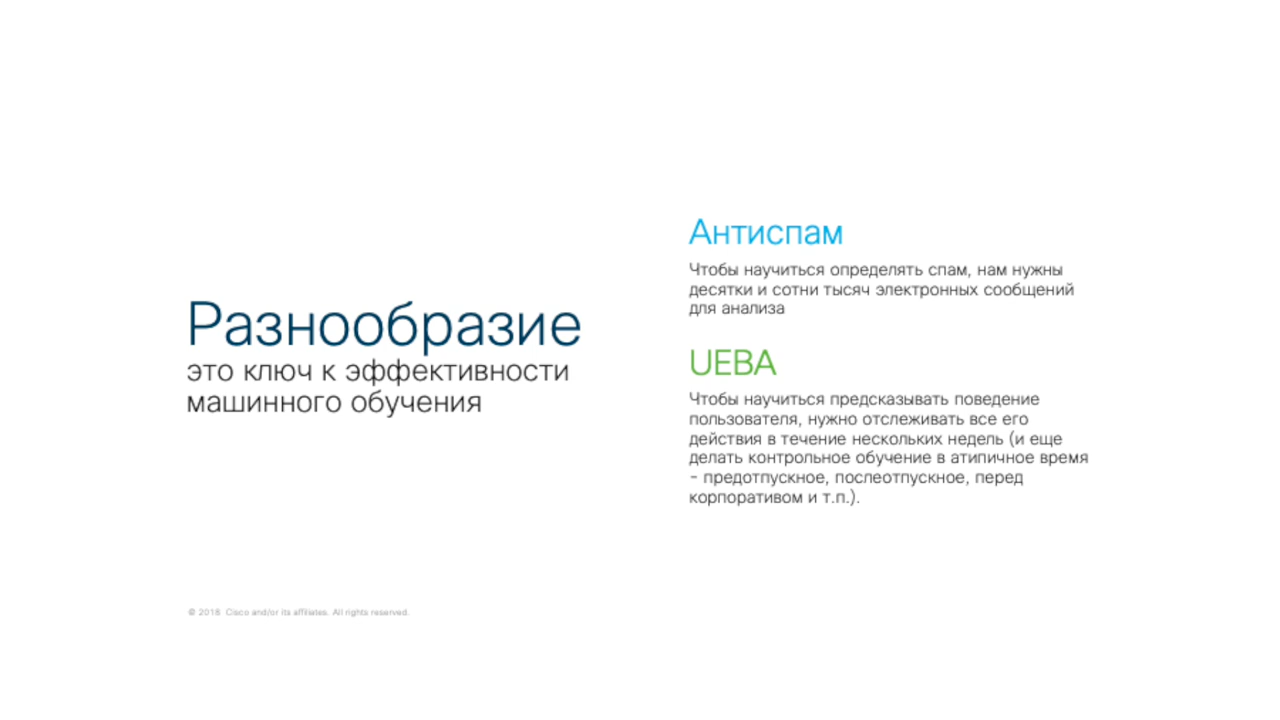 Разнообразие
это ключ к эффективности
машинного обучения
Антиспам
Чтобы научиться определять спам, нам нужны
десятки и сотни тысяч электронных сообщений
для анализа
UEBA
Чтобы научиться предсказывать поведение
пользователя, нужно отслеживать все его
действия в течение нескольких недель (и еще
делать контрольное обучение в атипичное время
- предотпускное, послеотпускное, перед
корпоративом и т.п.).
© 2018 Cisco and/or its affiliates. All rights reserved.